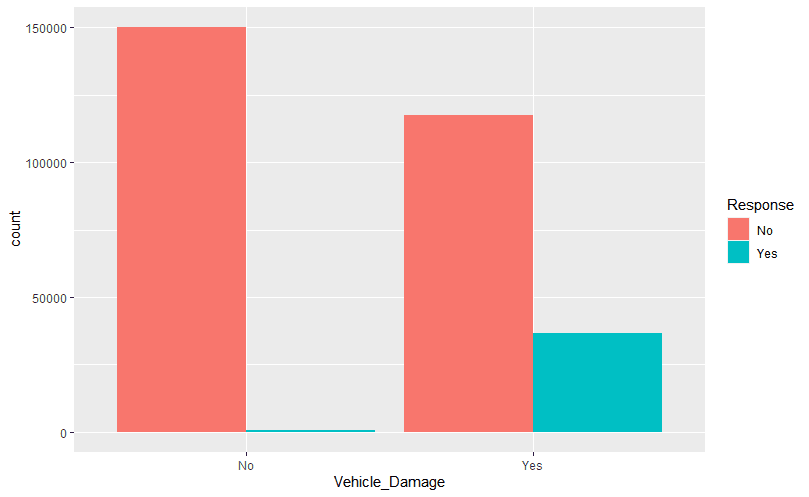 150000
100000
50000
0
count
No
Yes
Vehicle_Damage
Response
No
Yes